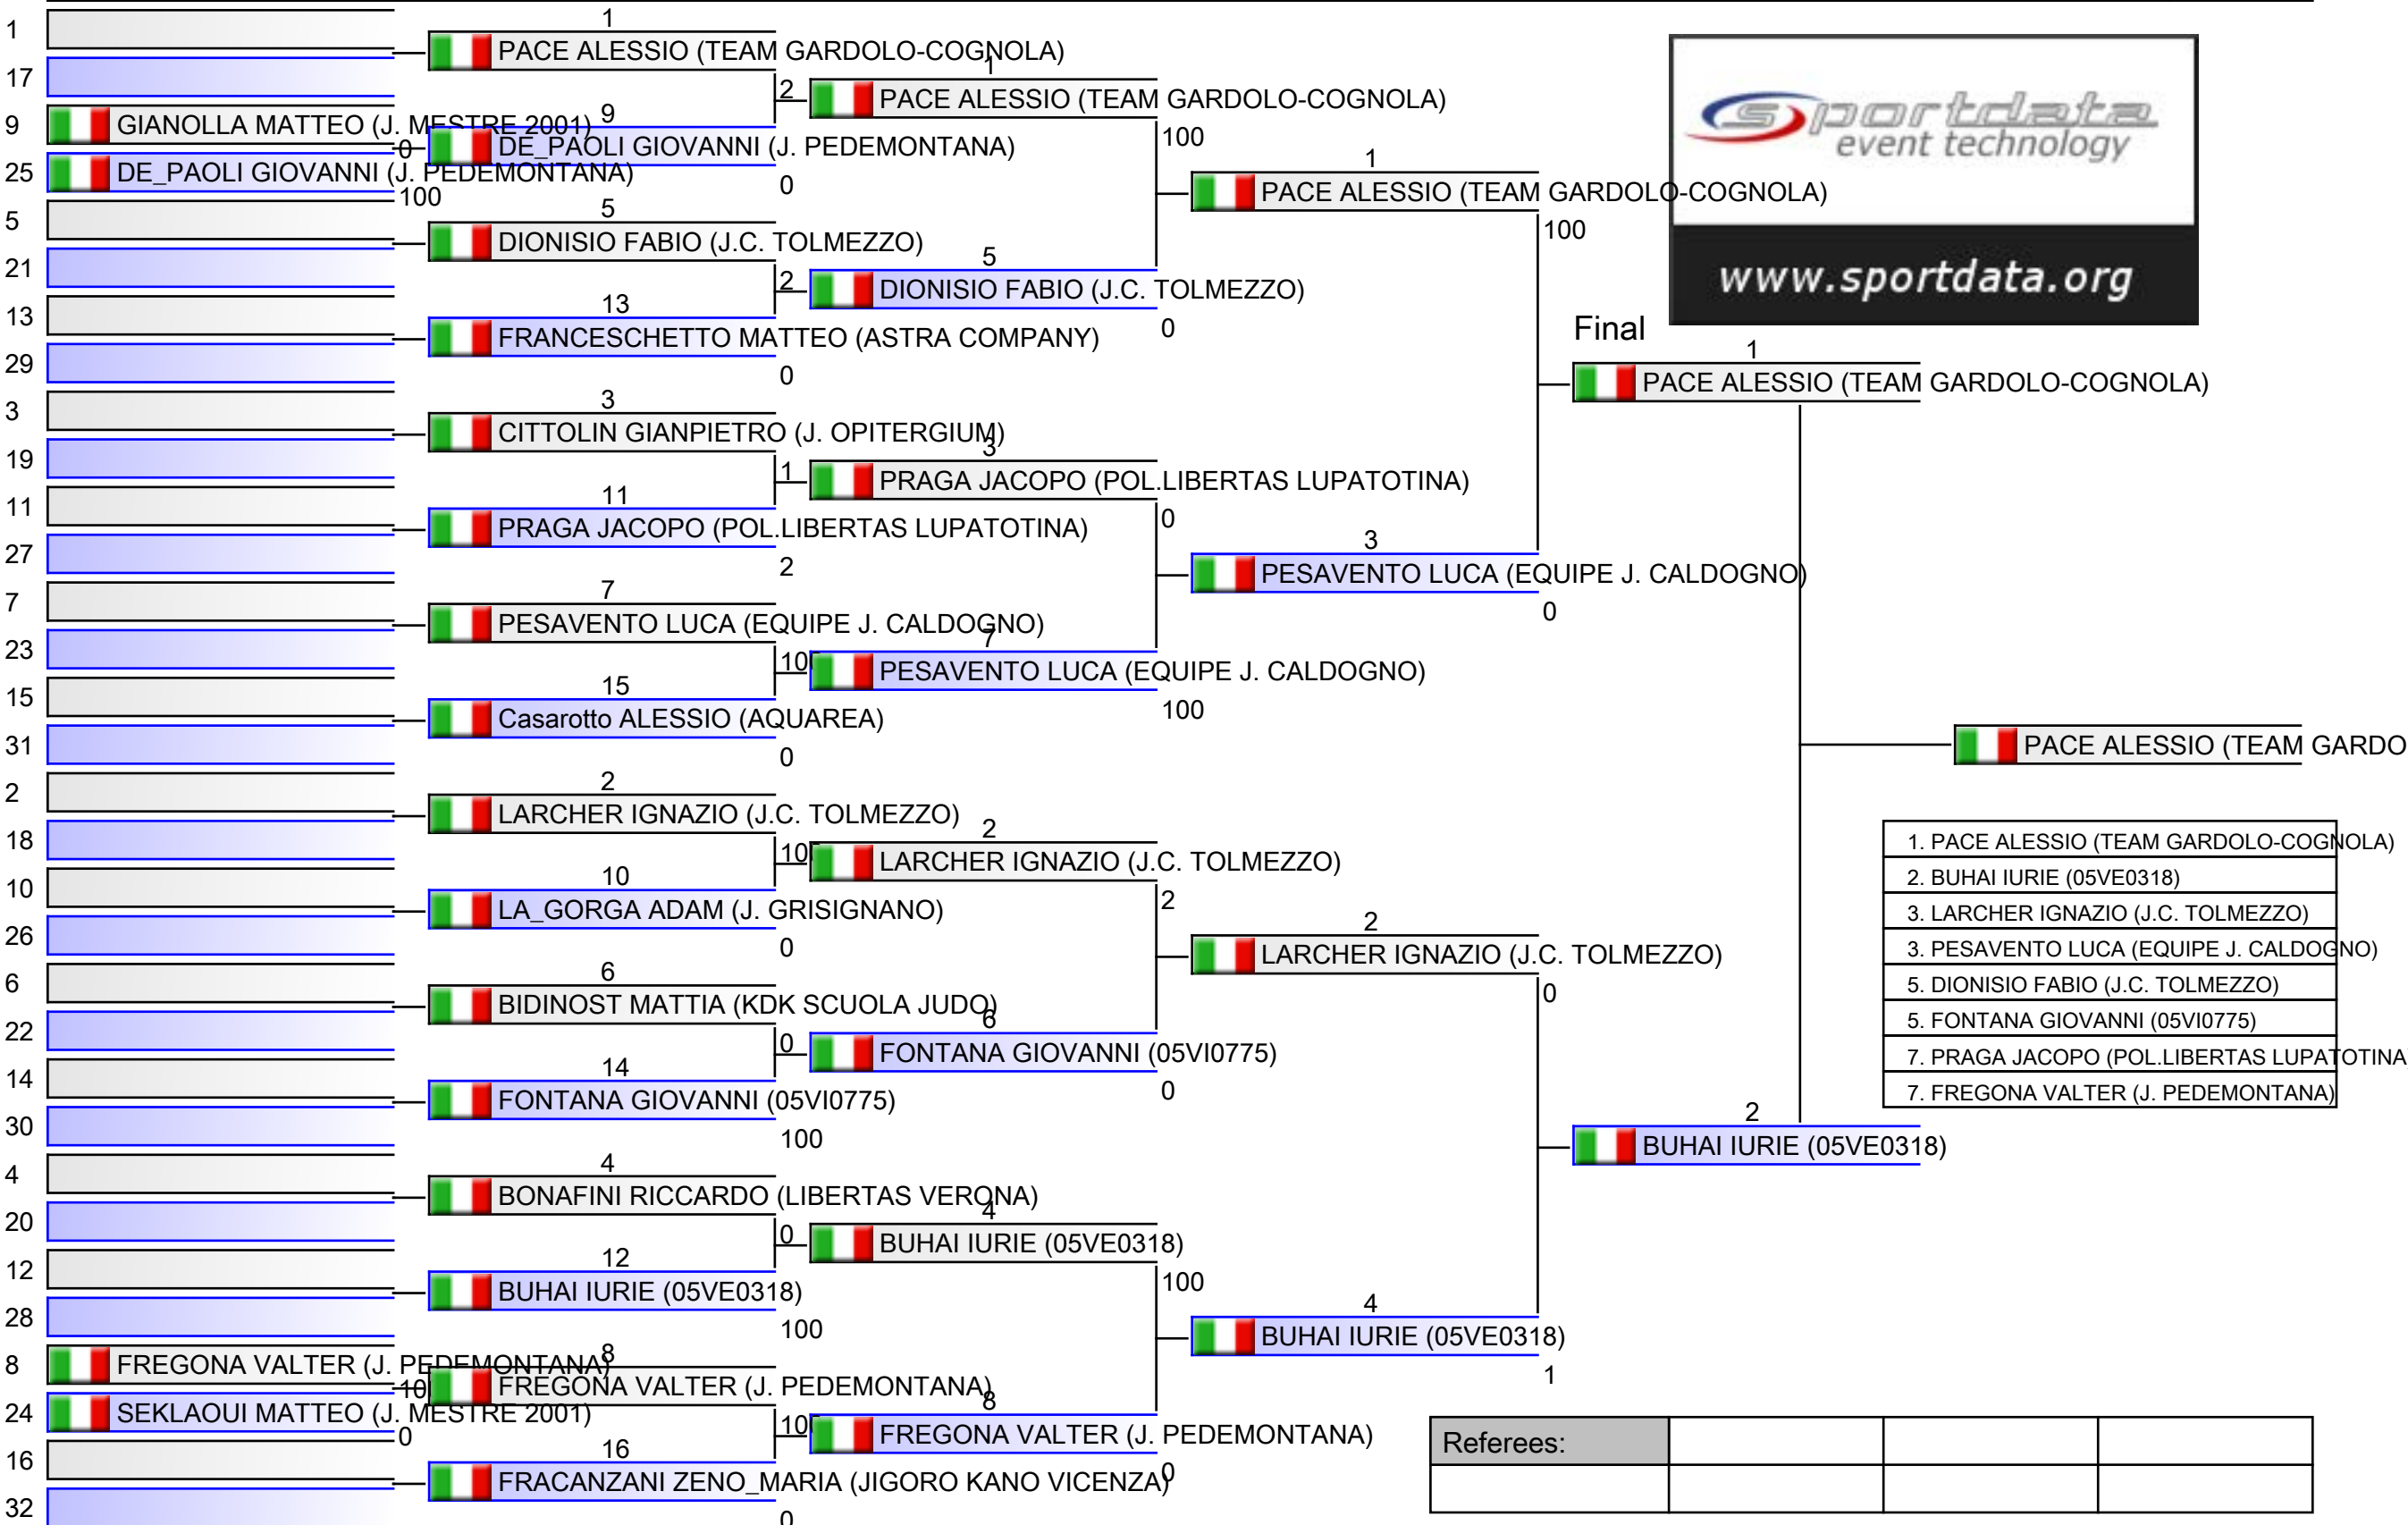 1
17
9 GIANOLLA MATTEO (J. MESTRE 2001)
0
25 DE_PAOLI GIOVANNI (J. PEDEMONTANA)
100
5
21
13
29
3
19
11
27
7
23
15
31
2
18
10
26
6
22
14
30
4
20
12
28
8 FREGONA VALTER (J. PEDEMONTANA)
24 SEKLAOUI MATTEO (J. MESTRE 2001)
0
16
32
1
PACE ALESSIO (TEAM GARDOLO-COGNOLA)
2
9
DE_PAOLI GIOVANNI (J. PEDEMONTANA)
0
5
DIONISIO FABIO (J.C. TOLMEZZO)
2
13
FRANCESCHETTO MATTEO (ASTRA COMPANY)
0
3
CITTOLIN GIANPIETRO (J. OPITERGIUM)
1
11
PRAGA JACOPO (POL.LIBERTAS LUPATOTINA)
2
7
PESAVENTO LUCA (EQUIPE J. CALDOGNO)
15
Casarotto ALESSIO (AQUAREA)
0
2
LARCHER IGNAZIO (J.C. TOLMEZZO)
10
LA_GORGA ADAM (J. GRISIGNANO)
0
6
BIDINOST MATTIA (KDK SCUOLA JUDO)
0
14
FONTANA GIOVANNI (05VI0775)
100
4
BONAFINI RICCARDO (LIBERTAS VERONA)
0
12
BUHAI IURIE (05VE0318)
100
8
FREGONA VALTER (J. PEDEMONTANA)
16
FRACANZANI ZENO_MARIA (JIGORO KANO VICENZA)
0
1
PACE ALESSIO (TEAM GARDOLO-COGNOLA)
100
5
DIONISIO FABIO (J.C. TOLMEZZO)
0
3
PRAGA JACOPO (POL.LIBERTAS LUPATOTINA)
0
7
PESAVENTO LUCA (EQUIPE J. CALDOGNO)
100
2
LARCHER IGNAZIO (J.C. TOLMEZZO)
2
6
FONTANA GIOVANNI (05VI0775)
0
4
BUHAI IURIE (05VE0318)
100
8
FREGONA VALTER (J. PEDEMONTANA)
0
1
PACE ALESSIO (TEAM GARDOLO-COGNOLA)
100
3
PESAVENTO LUCA (EQUIPE J. CALDOGNO)
0
2
LARCHER IGNAZIO (J.C. TOLMEZZO)
0
4
BUHAI IURIE (05VE0318)
1
sportdata
event technology
www.sportdata.org
Final
1
PACE ALESSIO (TEAM GARDOLO-COGNOLA)
2
BUHAI IURIE (05VE0318)
PACE ALESSIO (TEAM GARDO
1. PACE ALESSIO (TEAM GARDOLO-COGNOLA)
2. BUHAI IURIE (05VE0318)
3. LARCHER IGNAZIO (J.C. TOLMEZZO)
3. PESAVENTO LUCA (EQUIPE J. CALDOGNO)
5. DIONISIO FABIO (J.C. TOLMEZZO)
5. FONTANA GIOVANNI (05VI0775)
7. PRAGA JACOPO (POL.LIBERTAS LUPATOTINA
7. FREGONA VALTER (J. PEDEMONTANA)
Referees: